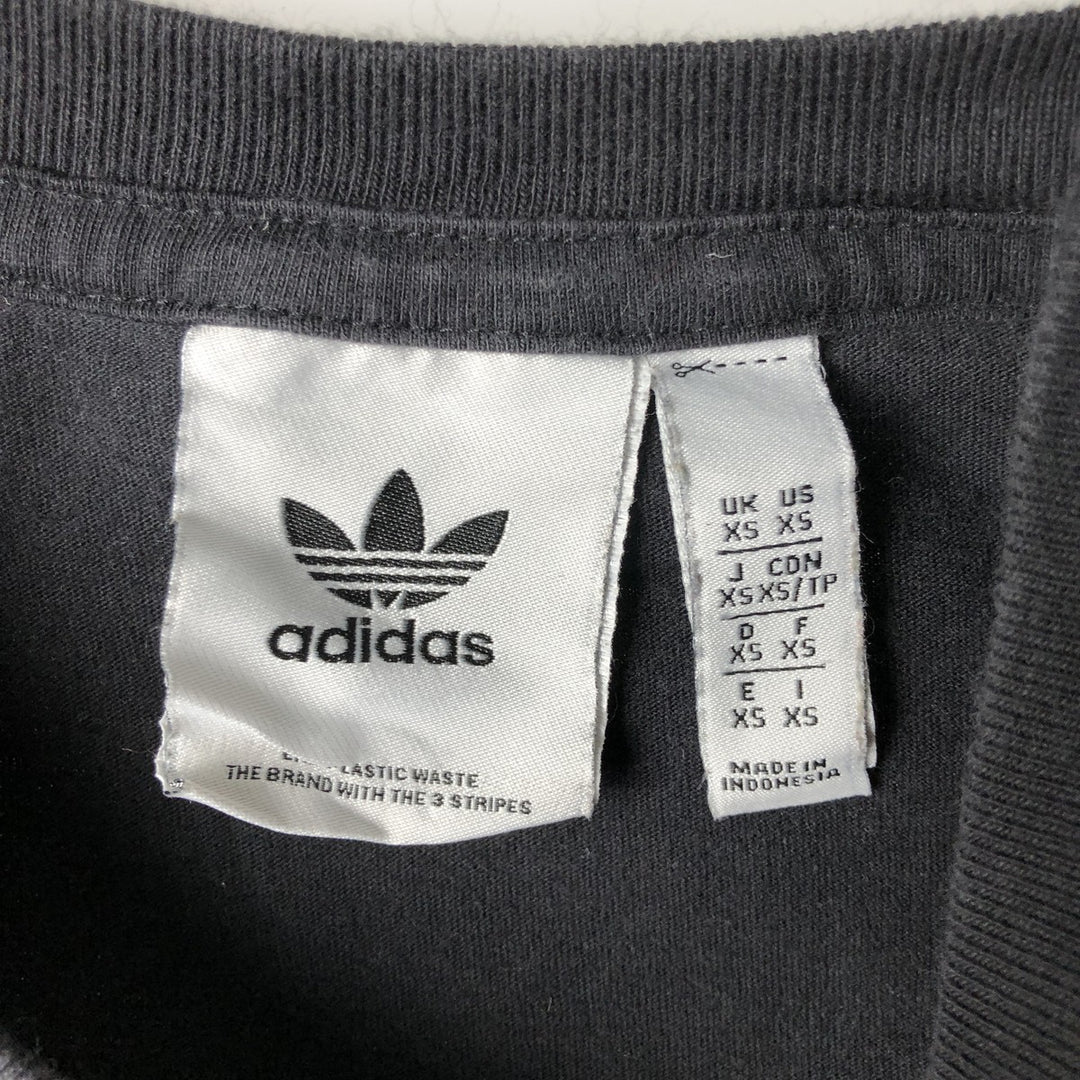 adidas
PLASTIC WASTE
THE BRAND WITH THE 3 STRIPES
UK US
XS XS
J CDN
XS XS/TP
D F
XS XS
E I
XS XS
MADE IN
INDONESIA